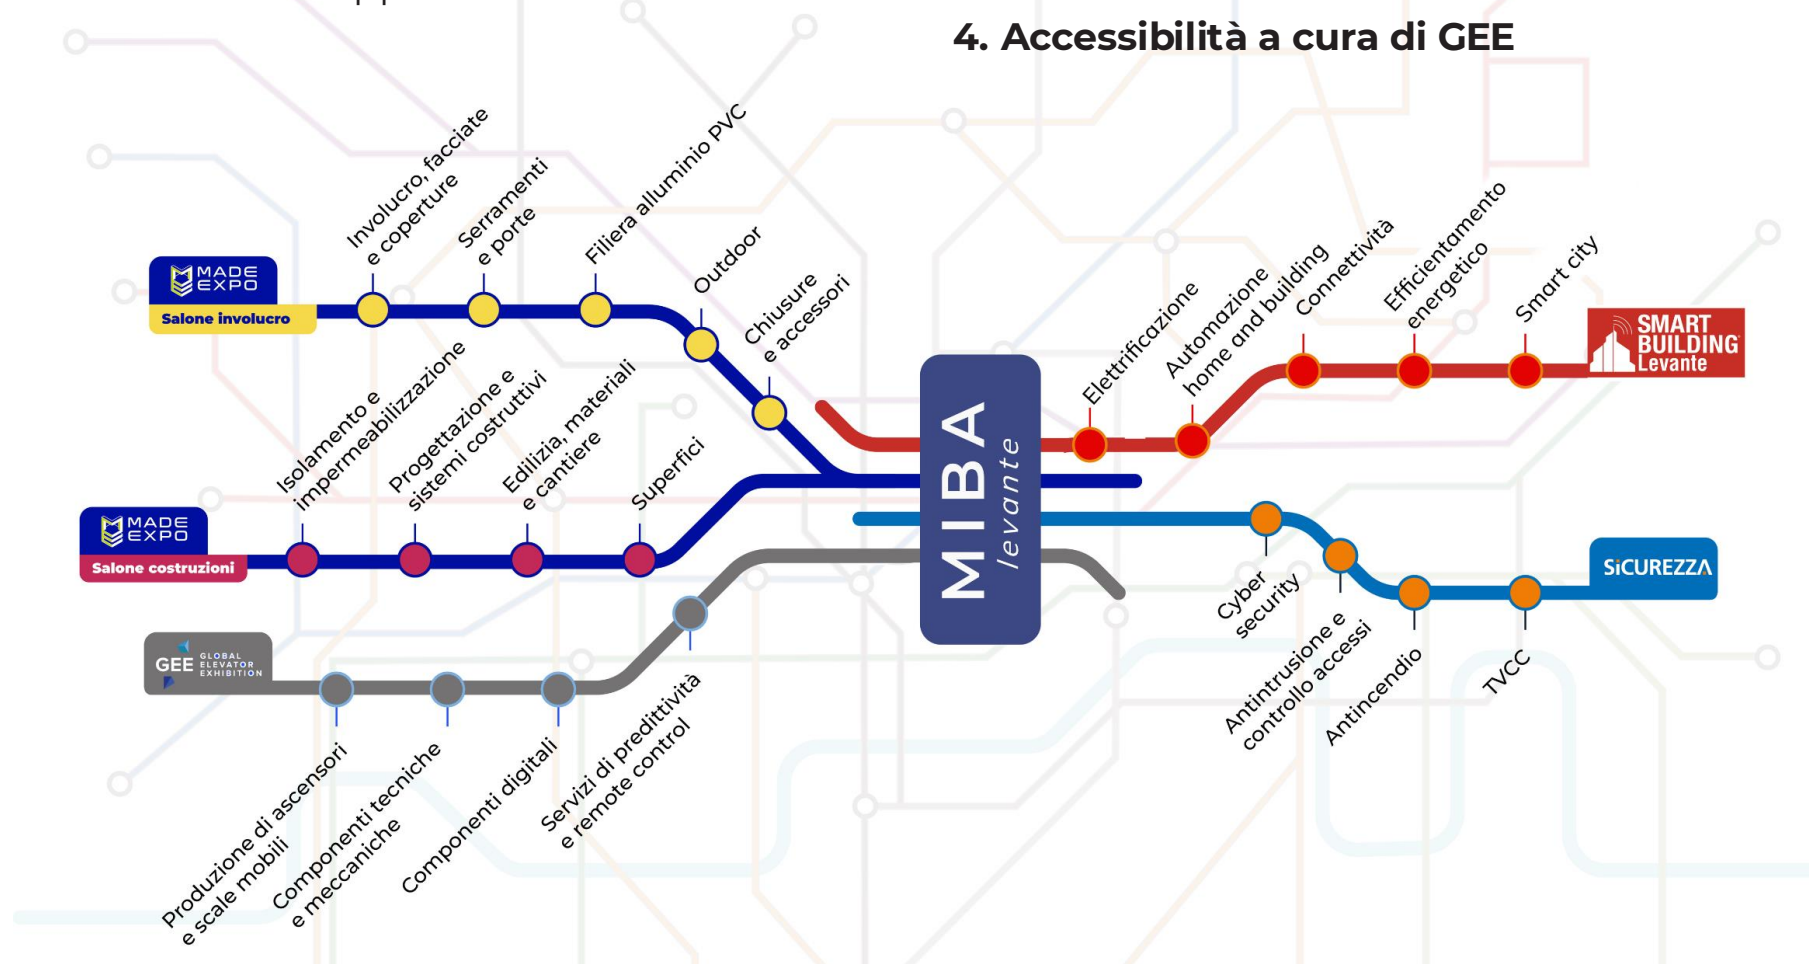 4. Accessibilità a cura di GEE
Involucro, facciate
e coperture
Serramenti
e porte
Filiera alluminio PVC
Outdoor
Chiusure
e accessori
MADE
EXPO
Salone involucro
Isolamento e
impermeabilizzazione
Progettazione e
sistemi costruttivi
Edilizia, materiali
e cantiere
Superfici
MADE
EXPO
Salone costruzioni
GEE GLOBAL
ELEVATOR
EXHIBITION
Produzione di ascensori
e scale mobili
Componenti tecniche
e meccaniche
Componenti digitali
Servizi di predittività
e remote control
MIBA
levante
Elettrificazione
Automazione
home and building
Connettività
Efficientamento
energetico
Smart city
SMART
BUILDING
Levante
Cyber
security
Antintrusione e
controllo accessi
Antincendio
TVCC
SiCUREZZA